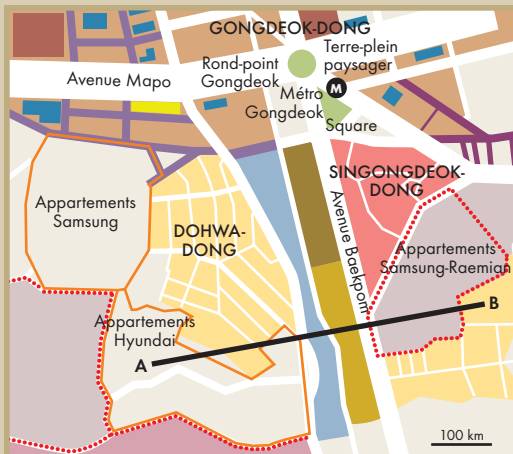 GONGDEOK-DONG
Terre-plein
paysager
Rond-point
Gongdeok
Avenue Mapo
M
Métro
Gongdeok
Square
SINGONGDEOK-
DONG
Appartements
Samsung
DOHWA-
DONG
Avenue Baekpom
Appartements
Samsung-Raemian
Appartements
Hyundai
A
B
100 km